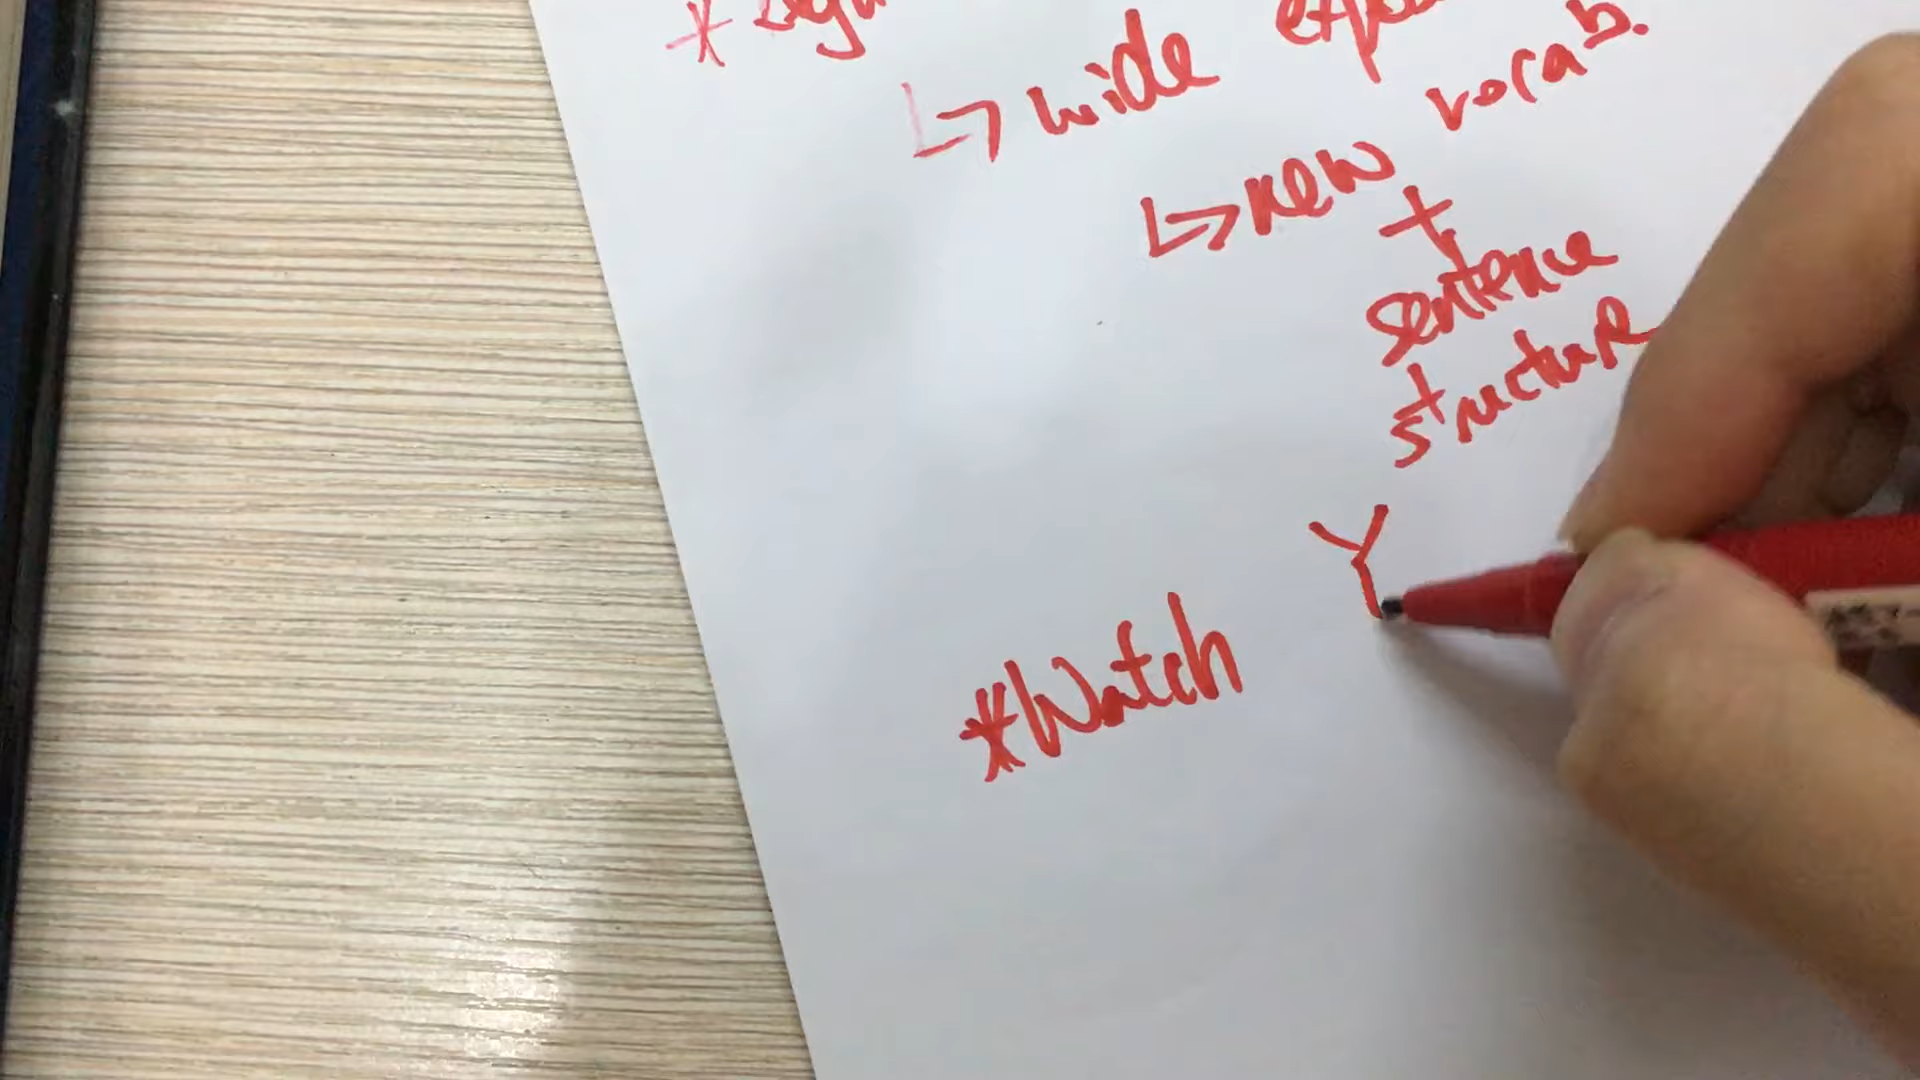 *
↳ wide
↳ new vocab.
+
sentence
structure
*Watch Y